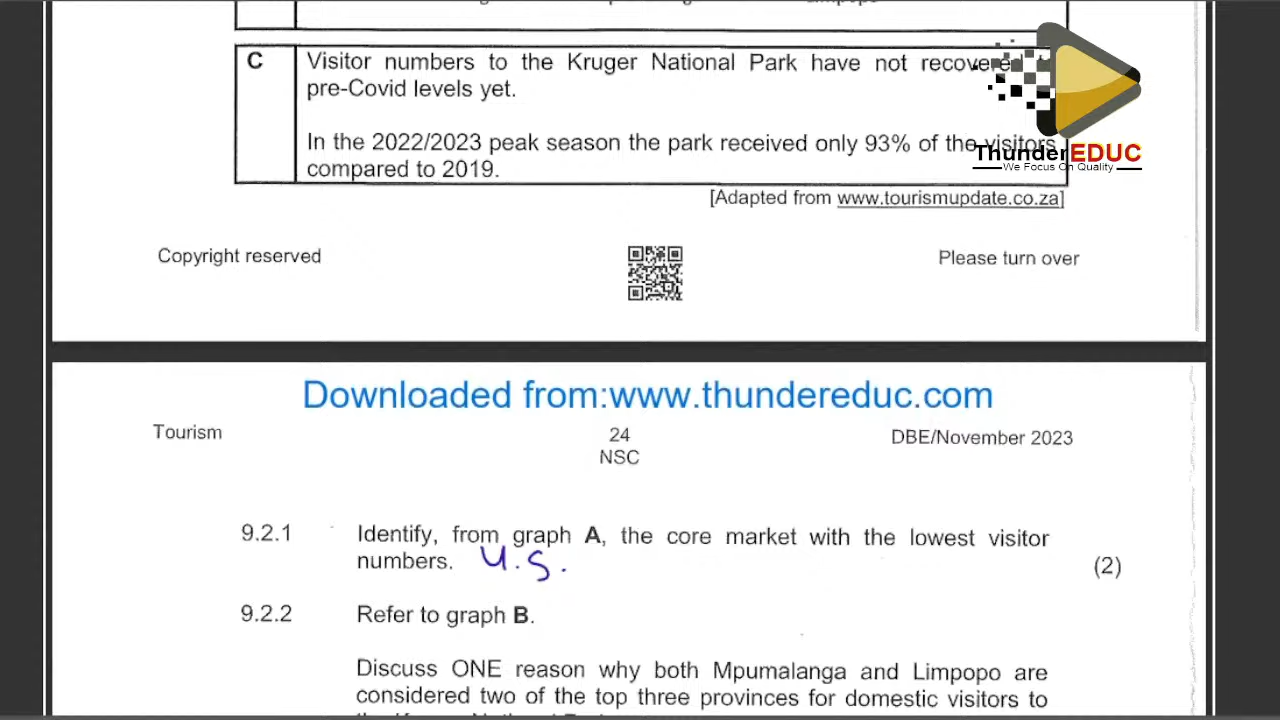 C
Visitor numbers to the Kruger National Park have not recovered
pre-Covid levels yet.
In the 2022/2023 peak season the park received only 93% of the visitors
compared to 2019.
ThunderEDUC
We Focus On Quality
[Adapted from www.tourismupdate.co.za]
Copyright reserved
Please turn over
Downloaded from:www.thundereduc.com
Tourism
24
DBE/November 2023
NSC
9.2.1 Identify, from graph A, the core market with the lowest visitor
numbers. U.S.
(2)
9.2.2 Refer to graph B.
Discuss ONE reason why both Mpumalanga and Limpopo are
considered two of the top three provinces for domestic visitors to